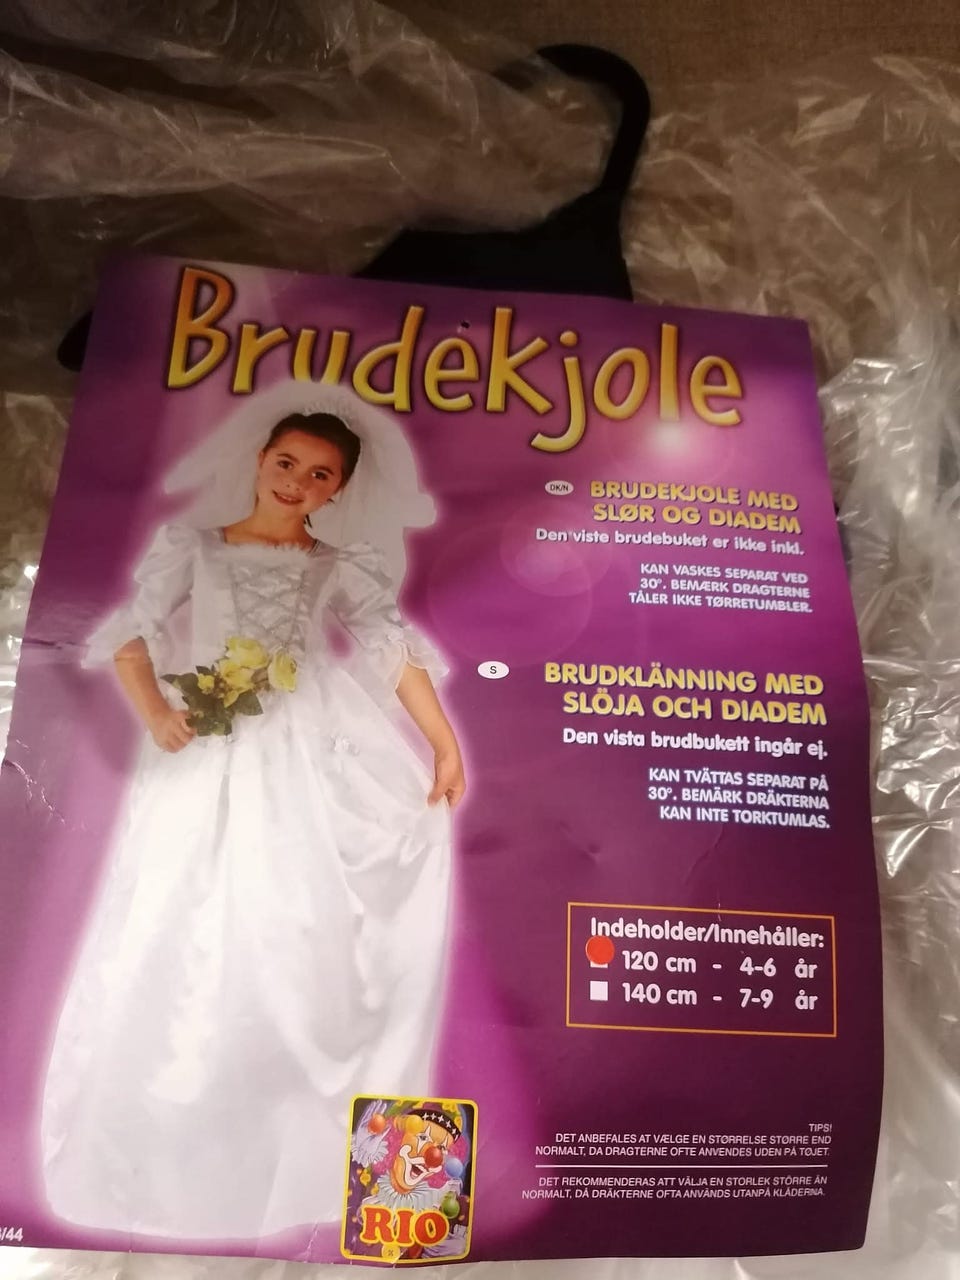 Brudekjole
DK/N
BRUDEKJOLE MED
SLØR OG DIADEM
Den viste brudebuket er ikke inkl.
KAN VASKES SEPARAT VED
30°. BEMÆRK DRAGTERNE
TÅLER IKKE TØRRETUMBLER.
S
BRUDKLÄNNING MED
SLÖJA OCH DIADEM
Den vista brudbukett ingår ej.
KAN TVÄTTAS SEPARAT PÅ
30°. BEMÄRK DRÄKTERNA
KAN INTE TORKTUMLAS.
Indeholder/Innehåller:
120 cm - 4-6 år
140 cm - 7-9 år
TIPS!
DET ANBEFALES AT VÆLGE EN STØRRELSE STØRRE END
NORMALT, DA DRAGTERNE OFTE ANVENDES UDEN PÅ TØJET.
DET REKOMMENDERAS ATT VÄLJA EN STORLEK STÖRRE ÄN
NORMALT, DÅ DRÄKTERNA OFTA ANVÄNDS UTANPÅ KLÄDERNA.
RIO
/44